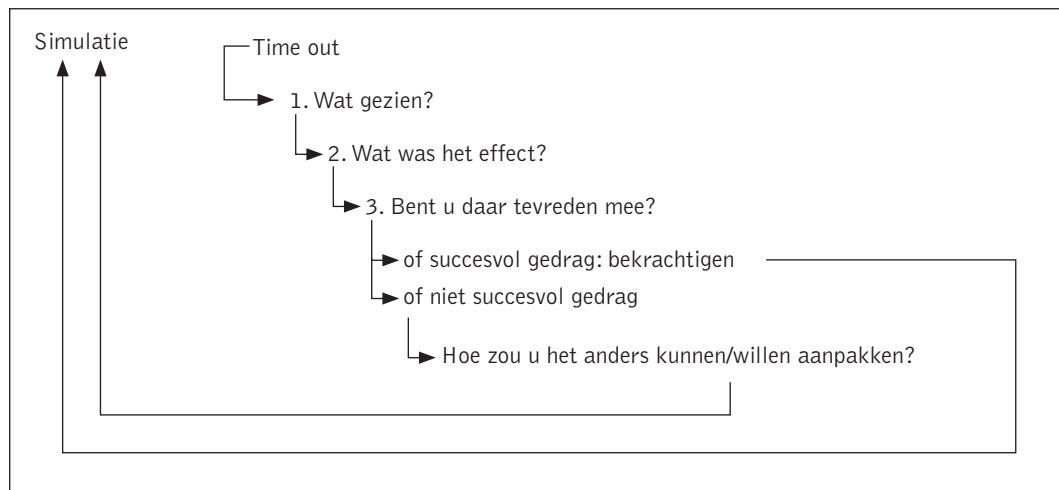 Simulatie
Time out
1. Wat gezien?
2. Wat was het effect?
3. Bent u daar tevreden mee?
of succesvol gedrag: bekrachtigen
of niet succesvol gedrag
Hoe zou u het anders kunnen/willen aanpakken?